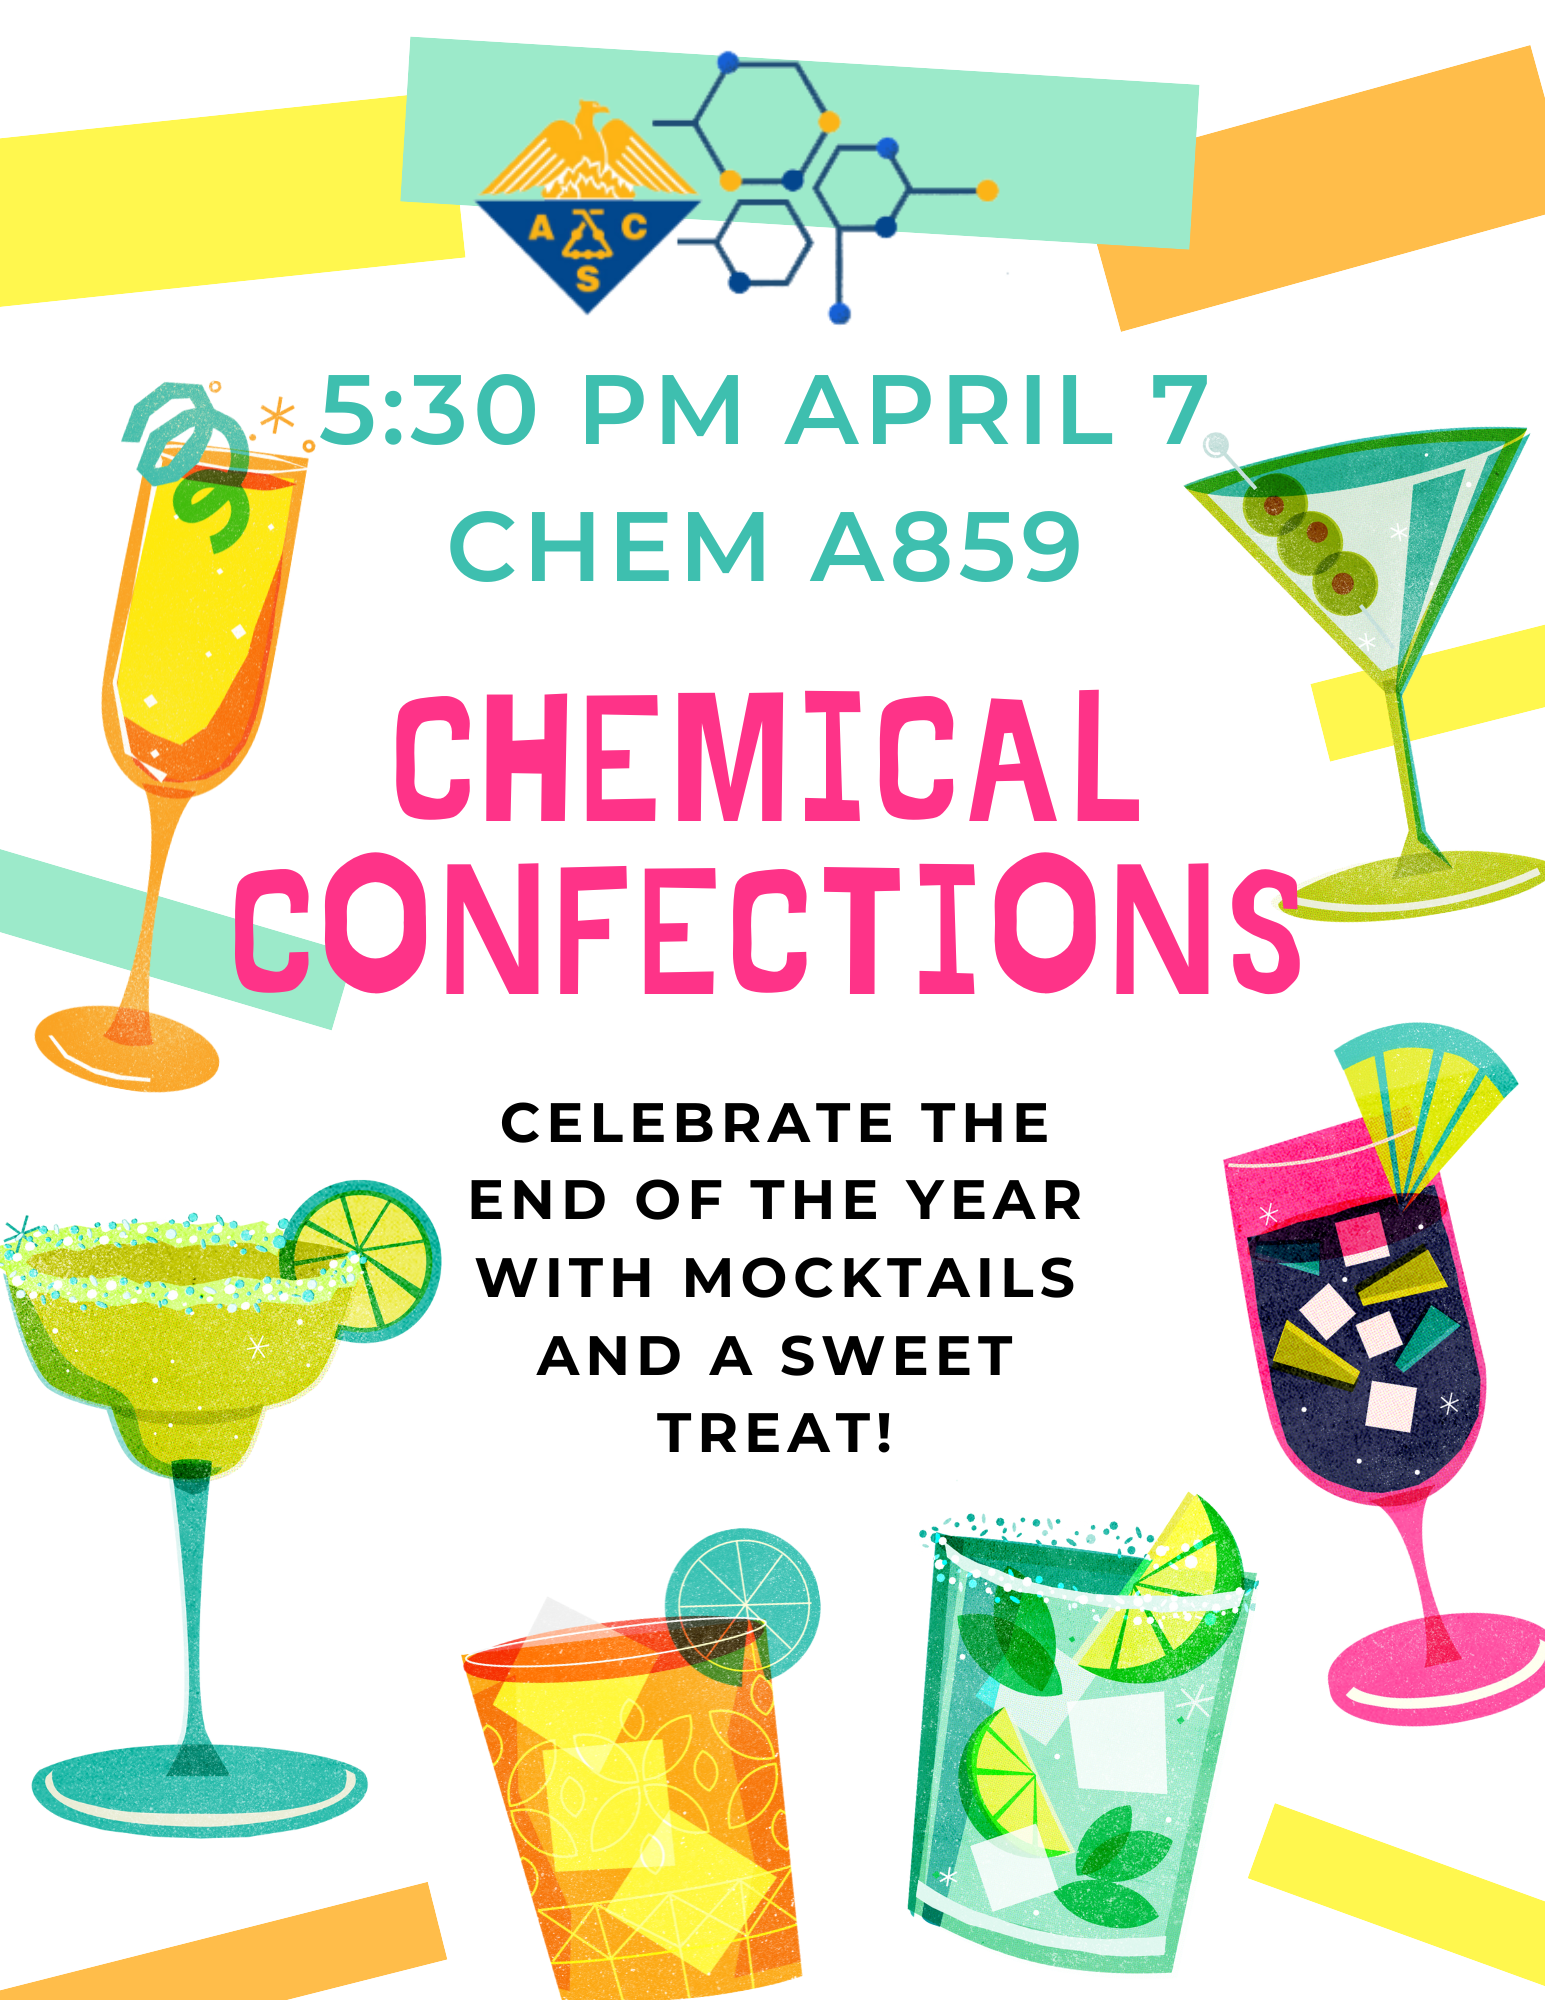 A C
S
5:30 PM APRIL 7
CHEM A859
CHEMICAL
CONFECTIONS
CELEBRATE THE
END OF THE YEAR
WITH MOCKTAILS
AND A SWEET
TREAT!